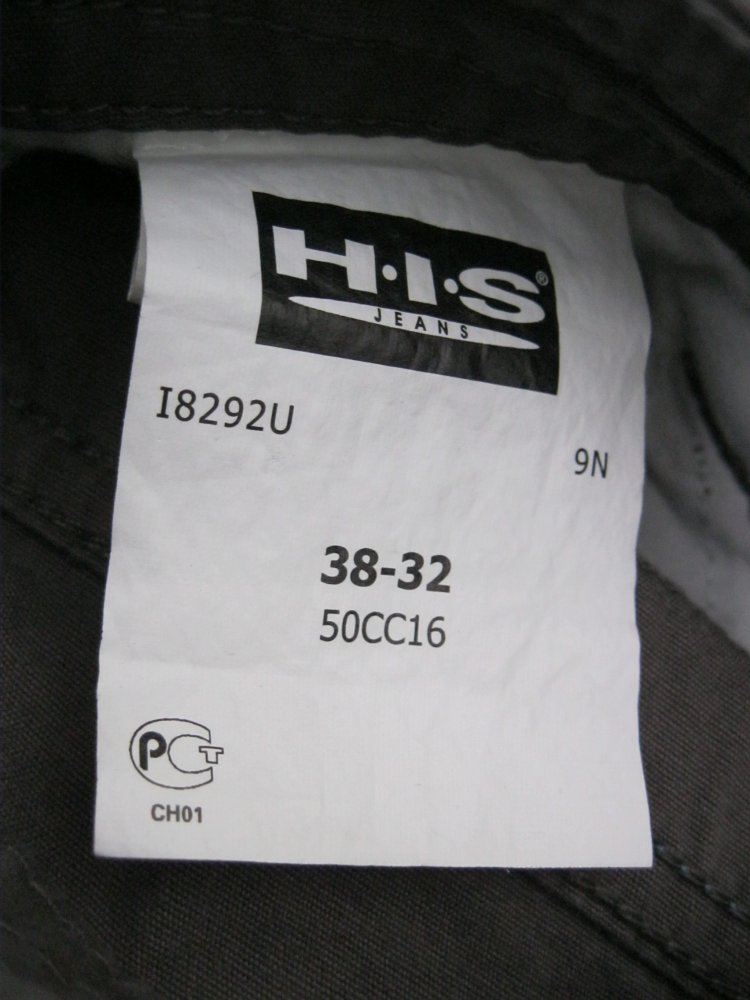 H·I·S®
JEANS
I8292U
9N
38-32
50CC16
PCT
CH01